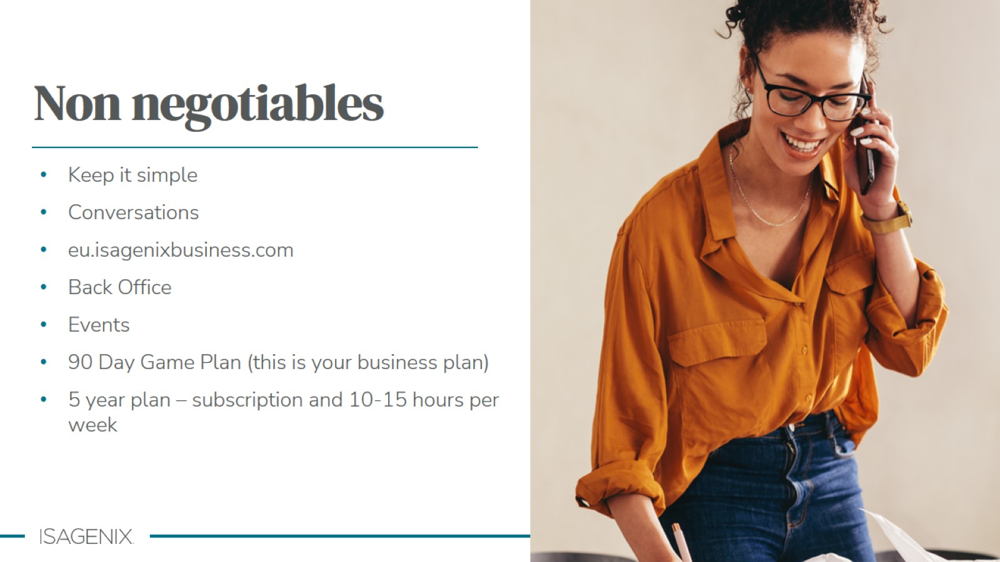 Non negotiables
• Keep it simple
• Conversations
• eu.isagenixbusiness.com
• Back Office
• Events
• 90 Day Game Plan (this is your business plan)
• 5 year plan – subscription and 10-15 hours per
week
ISAGENIX